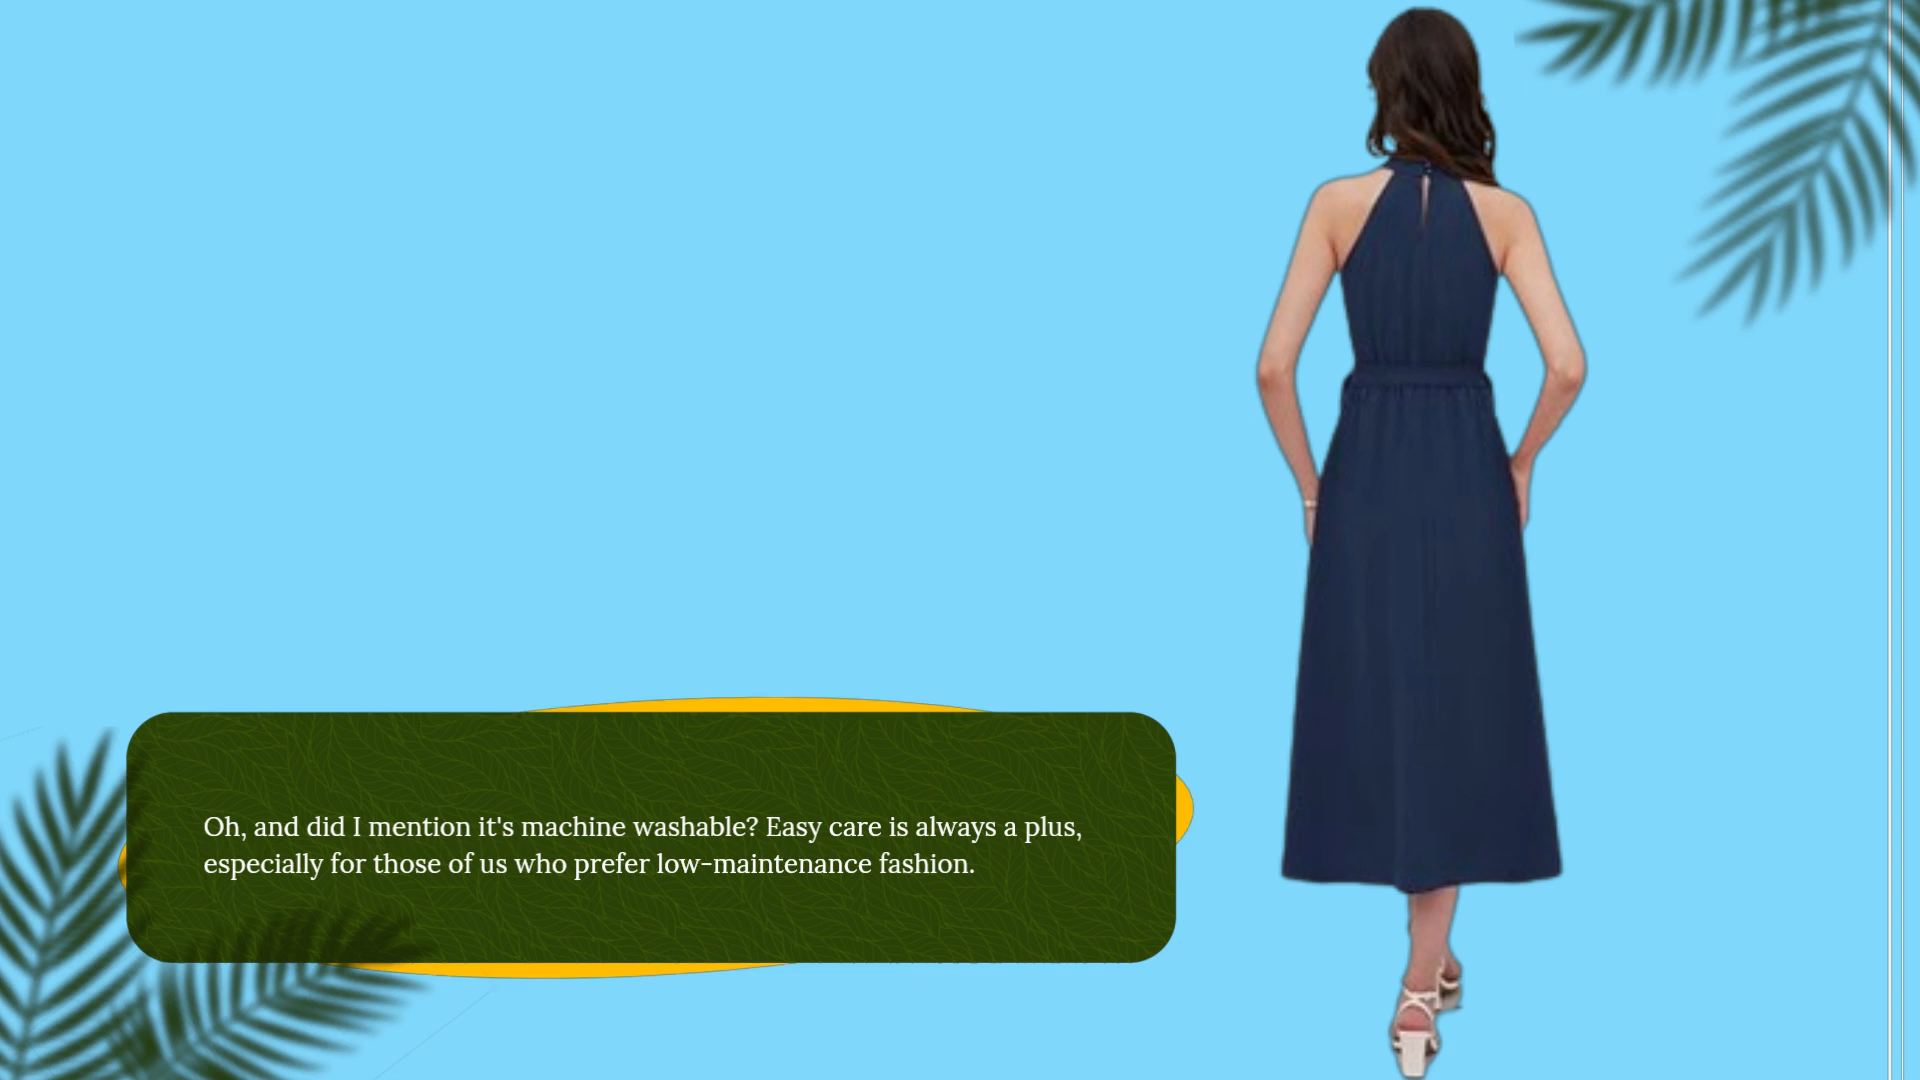 Oh, and did I mention it's machine washable? Easy care is always a plus,
especially for those of us who prefer low-maintenance fashion.